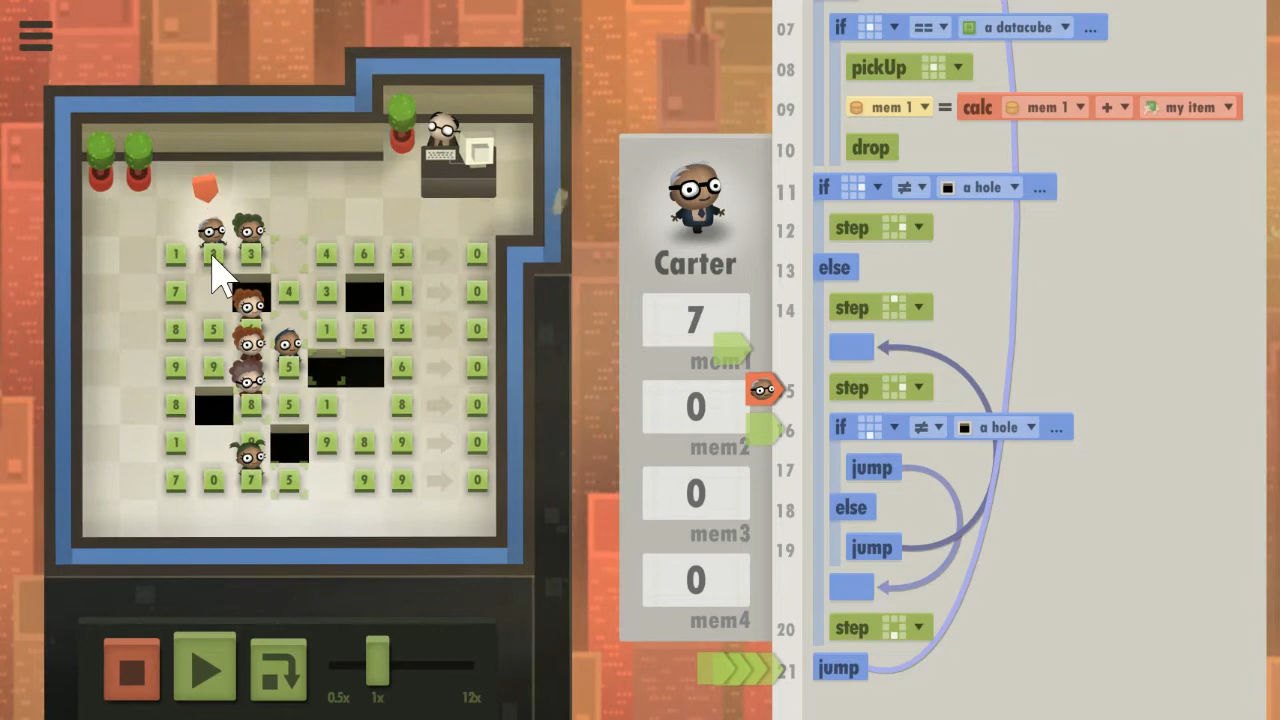 07 if == a datacube ...
08 pickUp
09 mem 1 = calc mem 1 + my item
10 drop
11 if ≠ a hole ...
12 step
13 else
14 step
5 step
16 if ≠ a hole ...
17 jump
18 else
19 jump
20 step
21 jump
Carter
7
mem1
0
mem2
0
mem3
0
mem4
1 3 4 6 5 0
7 4 3 1 0
8 5 1 5 5 0
9 9 5 6 0
8 8 5 1 8 0
1 9 8 9 0
7 0 7 5 9 9 0
0.5x 1x 12x